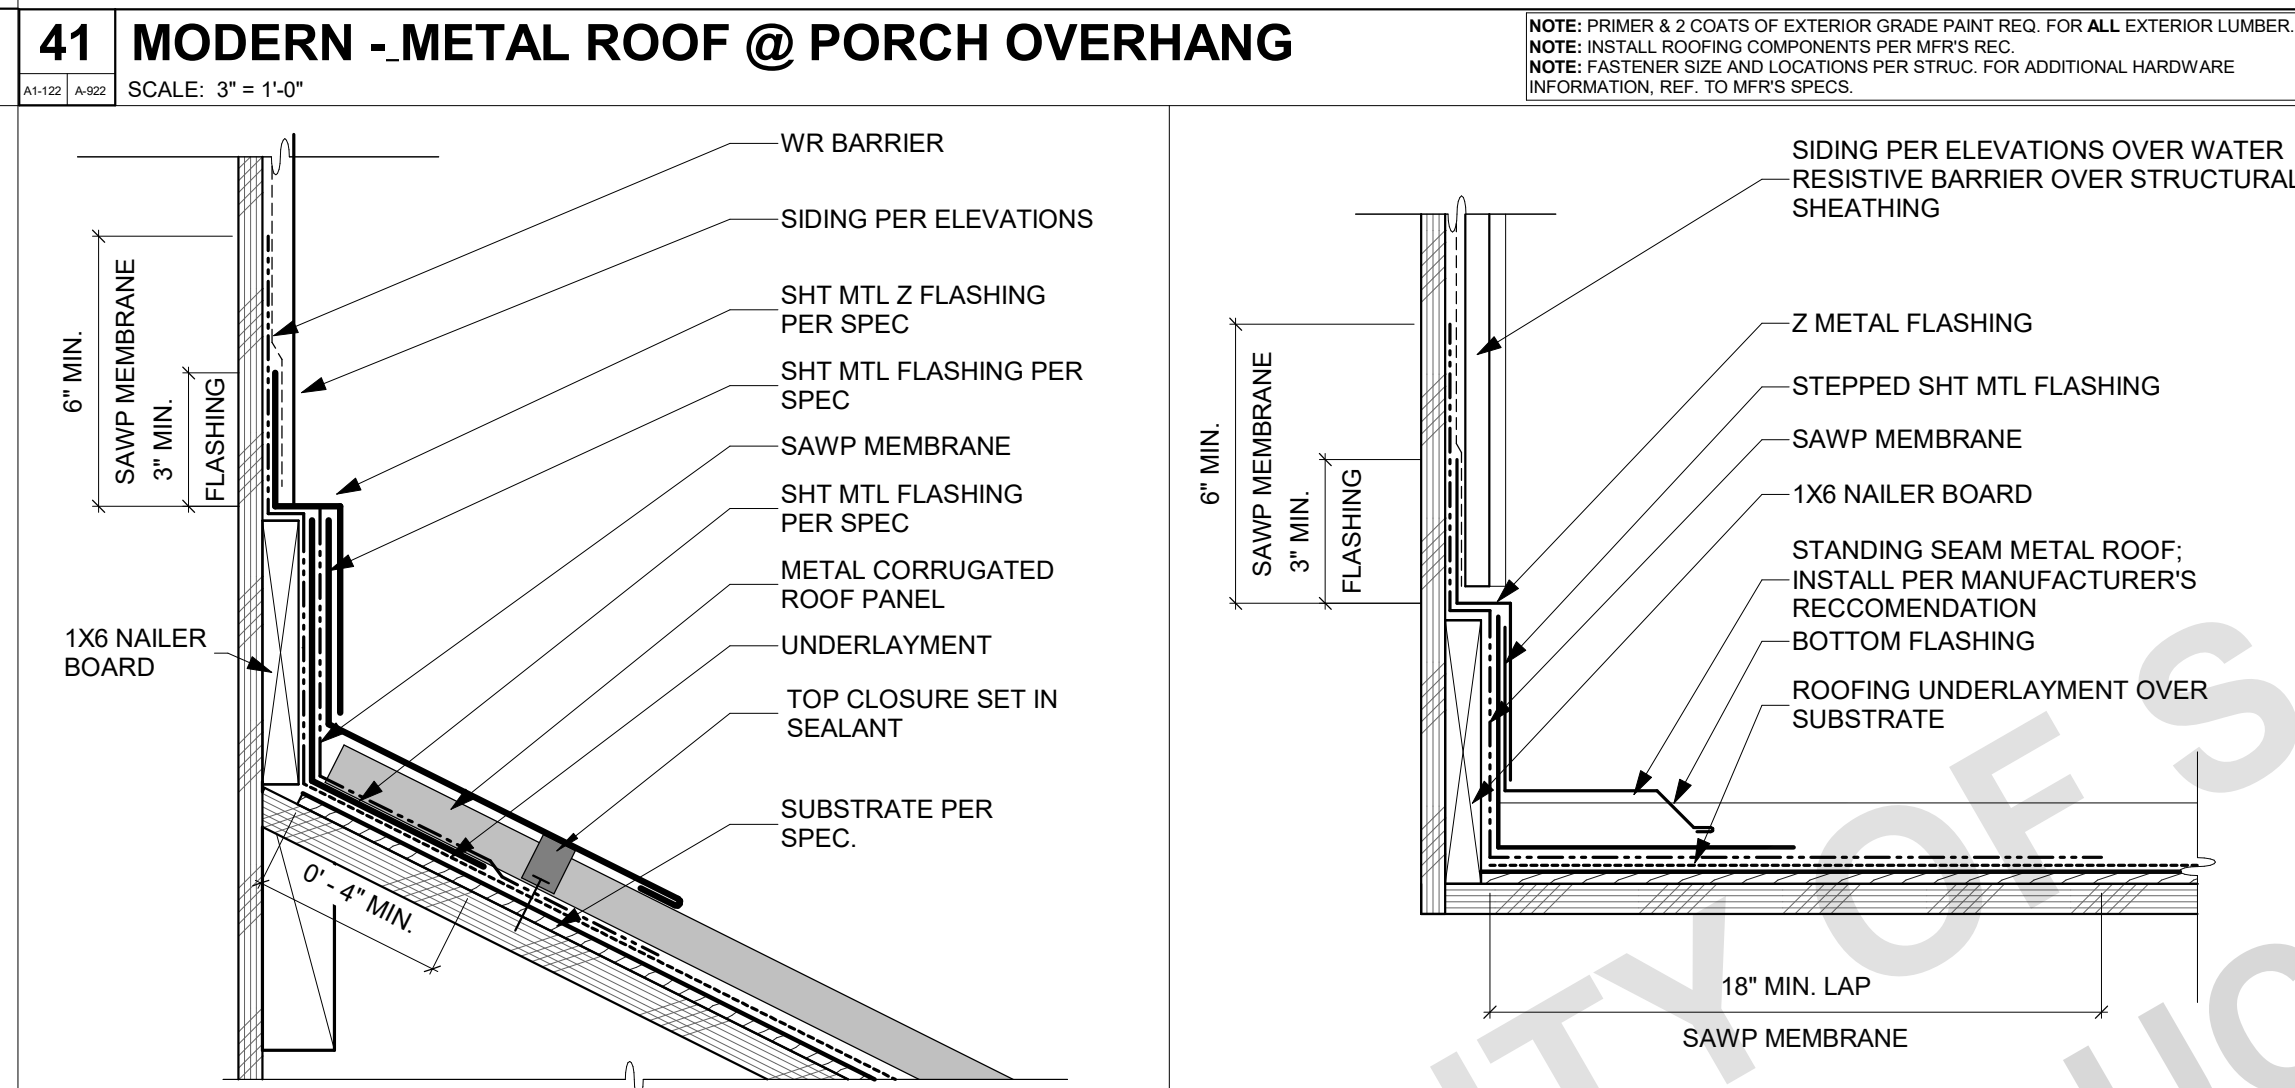 41
MODERN - METAL ROOF @ PORCH OVERHANG
A1-122
A-922
SCALE: 3" = 1'-0"
NOTE: PRIMER & 2 COATS OF EXTERIOR GRADE PAINT REQ. FOR ALL EXTERIOR LUMBER.
NOTE: INSTALL ROOFING COMPONENTS PER MFR'S REC.
NOTE: FASTENER SIZE AND LOCATIONS PER STRUC. FOR ADDITIONAL HARDWARE
INFORMATION, REF. TO MFR'S SPECS.
WR BARRIER
SIDING PER ELEVATIONS
SHT MTL Z FLASHING
PER SPEC
SHT MTL FLASHING PER
SPEC
SAWP MEMBRANE
SHT MTL FLASHING
PER SPEC
METAL CORRUGATED
ROOF PANEL
UNDERLAYMENT
TOP CLOSURE SET IN
SEALANT
SUBSTRATE PER
SPEC.
6" MIN.
SAWP MEMBRANE
3" MIN.
FLASHING
1X6 NAILER
BOARD
0' - 4" MIN.
SIDING PER ELEVATIONS OVER WATER
RESISTIVE BARRIER OVER STRUCTURAL
SHEATHING
Z METAL FLASHING
STEPPED SHT MTL FLASHING
SAWP MEMBRANE
1X6 NAILER BOARD
STANDING SEAM METAL ROOF;
INSTALL PER MANUFACTURER'S
RECCOMENDATION
BOTTOM FLASHING
ROOFING UNDERLAYMENT OVER
SUBSTRATE
6" MIN.
SAWP MEMBRANE
3" MIN.
FLASHING
18" MIN. LAP
SAWP MEMBRANE